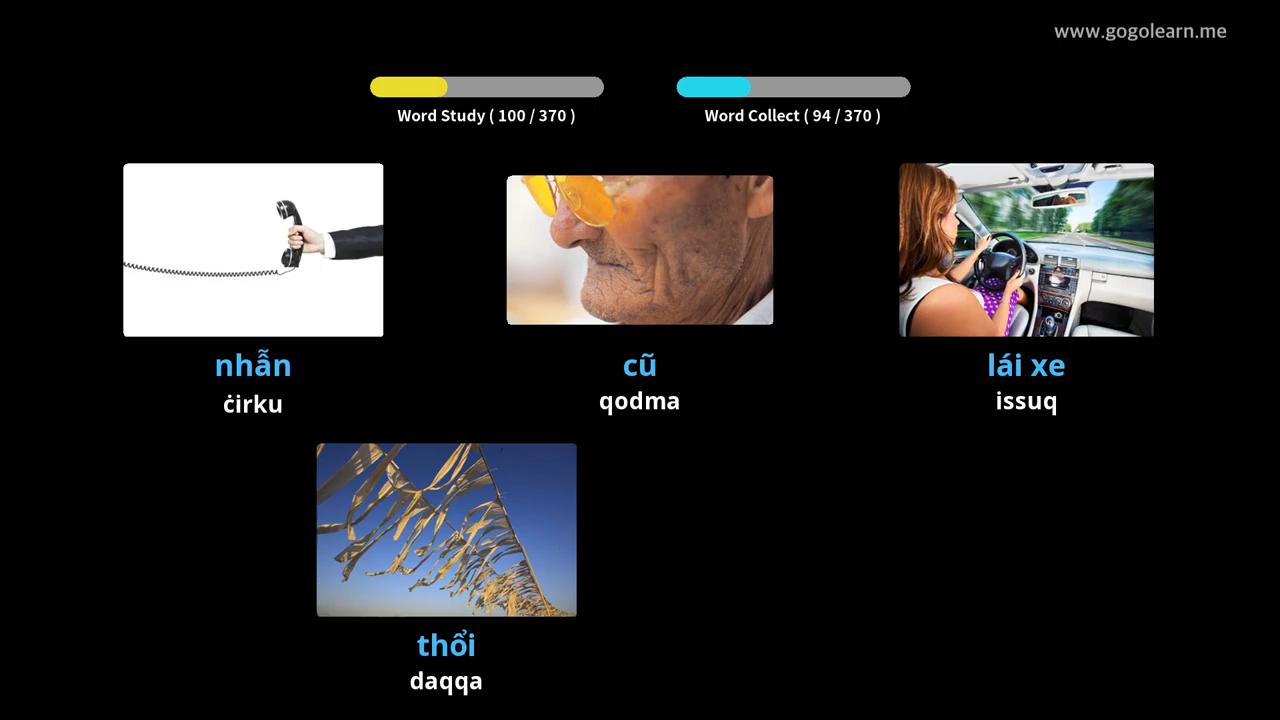 www.gogolearn.me
Word Study ( 100 / 370 )
Word Collect ( 94 / 370 )
nhẫn
ċirku
cũ
qodma
lái xe
issuq
thổi
daqqa